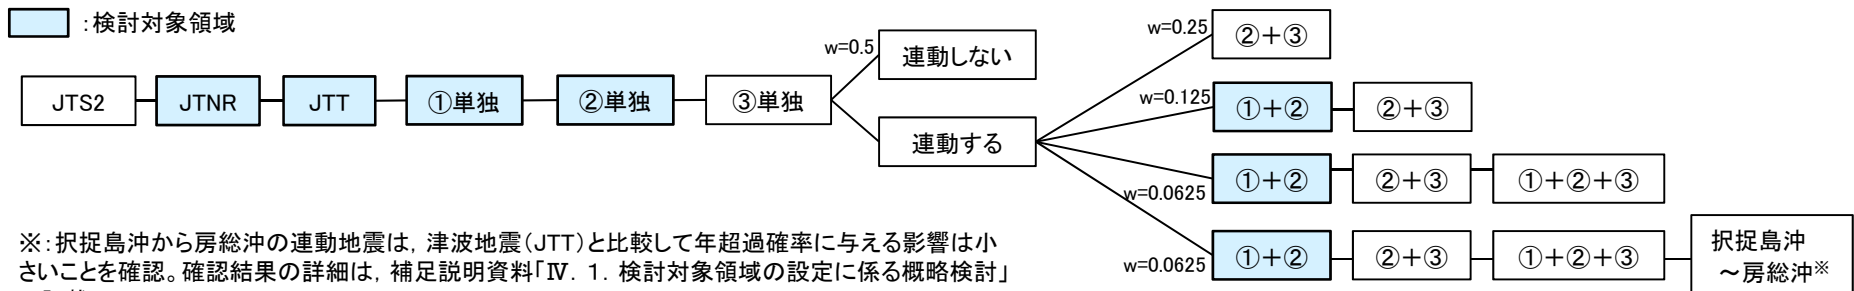 :検討対象領域
JTS2
JTNR
JTT
①単独
②単独
③単独
w=0.5
連動しない
連動する
w=0.25
②+③
w=0.125
①+②
②+③
w=0.0625
①+②
②+③
①+②+③
w=0.0625
①+②
②+③
①+②+③
択捉島沖
～房総沖※
※:択捉島沖から房総沖の連動地震は，津波地震(JTT)と比較して年超過確率に与える影響は小
さいことを確認。確認結果の詳細は，補足説明資料「Ⅳ．1．検討対象領域の設定に係る概略検討」